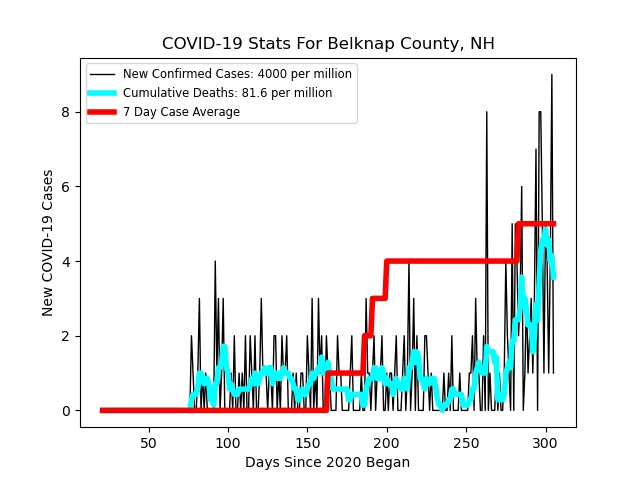 COVID-19 Stats For Belknap County, NH
New Confirmed Cases: 4000 per million
Cumulative Deaths: 81.6 per million
7 Day Case Average
New COVID-19 Cases
8
6
4
2
0
50 100 150 200 250 300
Days Since 2020 Began